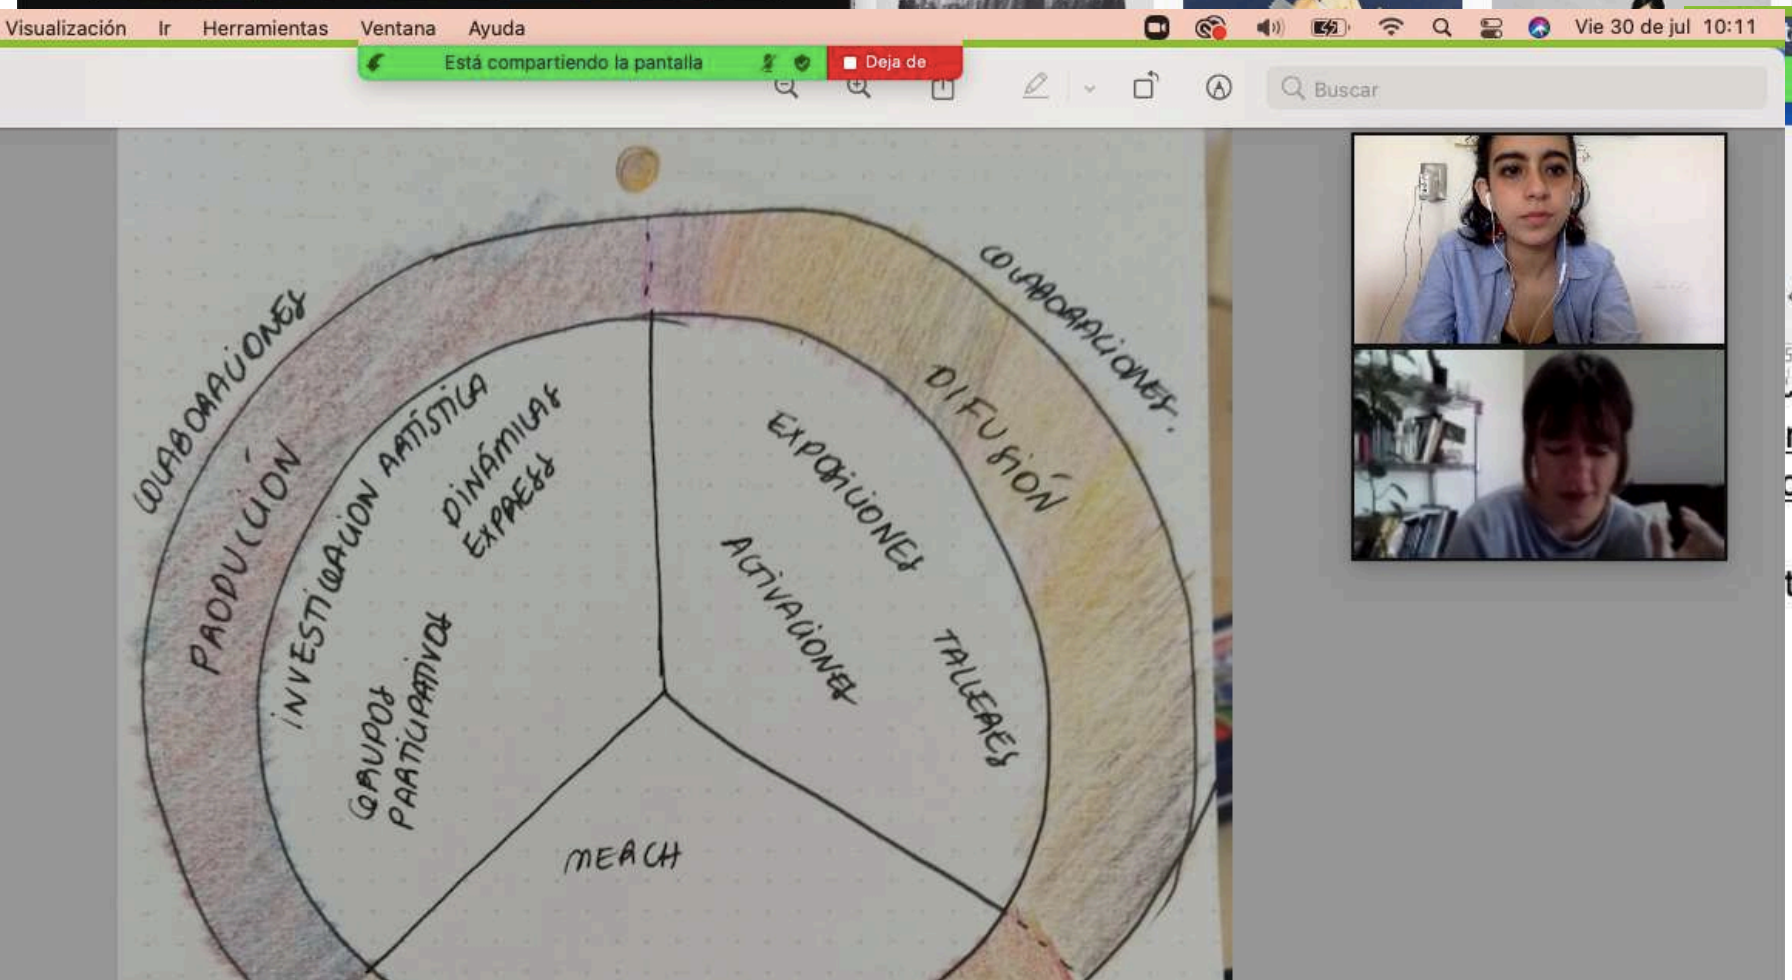 Visualización Ir Herramientas Ventana Ayuda
Vie 30 de jul 10:11
Está compartiendo la pantalla
Deja de
Buscar
COLABORACIONES
COLABORACIONES.
PRODUCCIÓN
DIFUSIÓN
INVESTIGACIÓN ARTÍSTICA
DINÁMICAS
EXPRESS
GRUPOS
PARTICIPATIVOS
EXPOSICIONES
ACTIVACIONES
TALLERES
MERCH